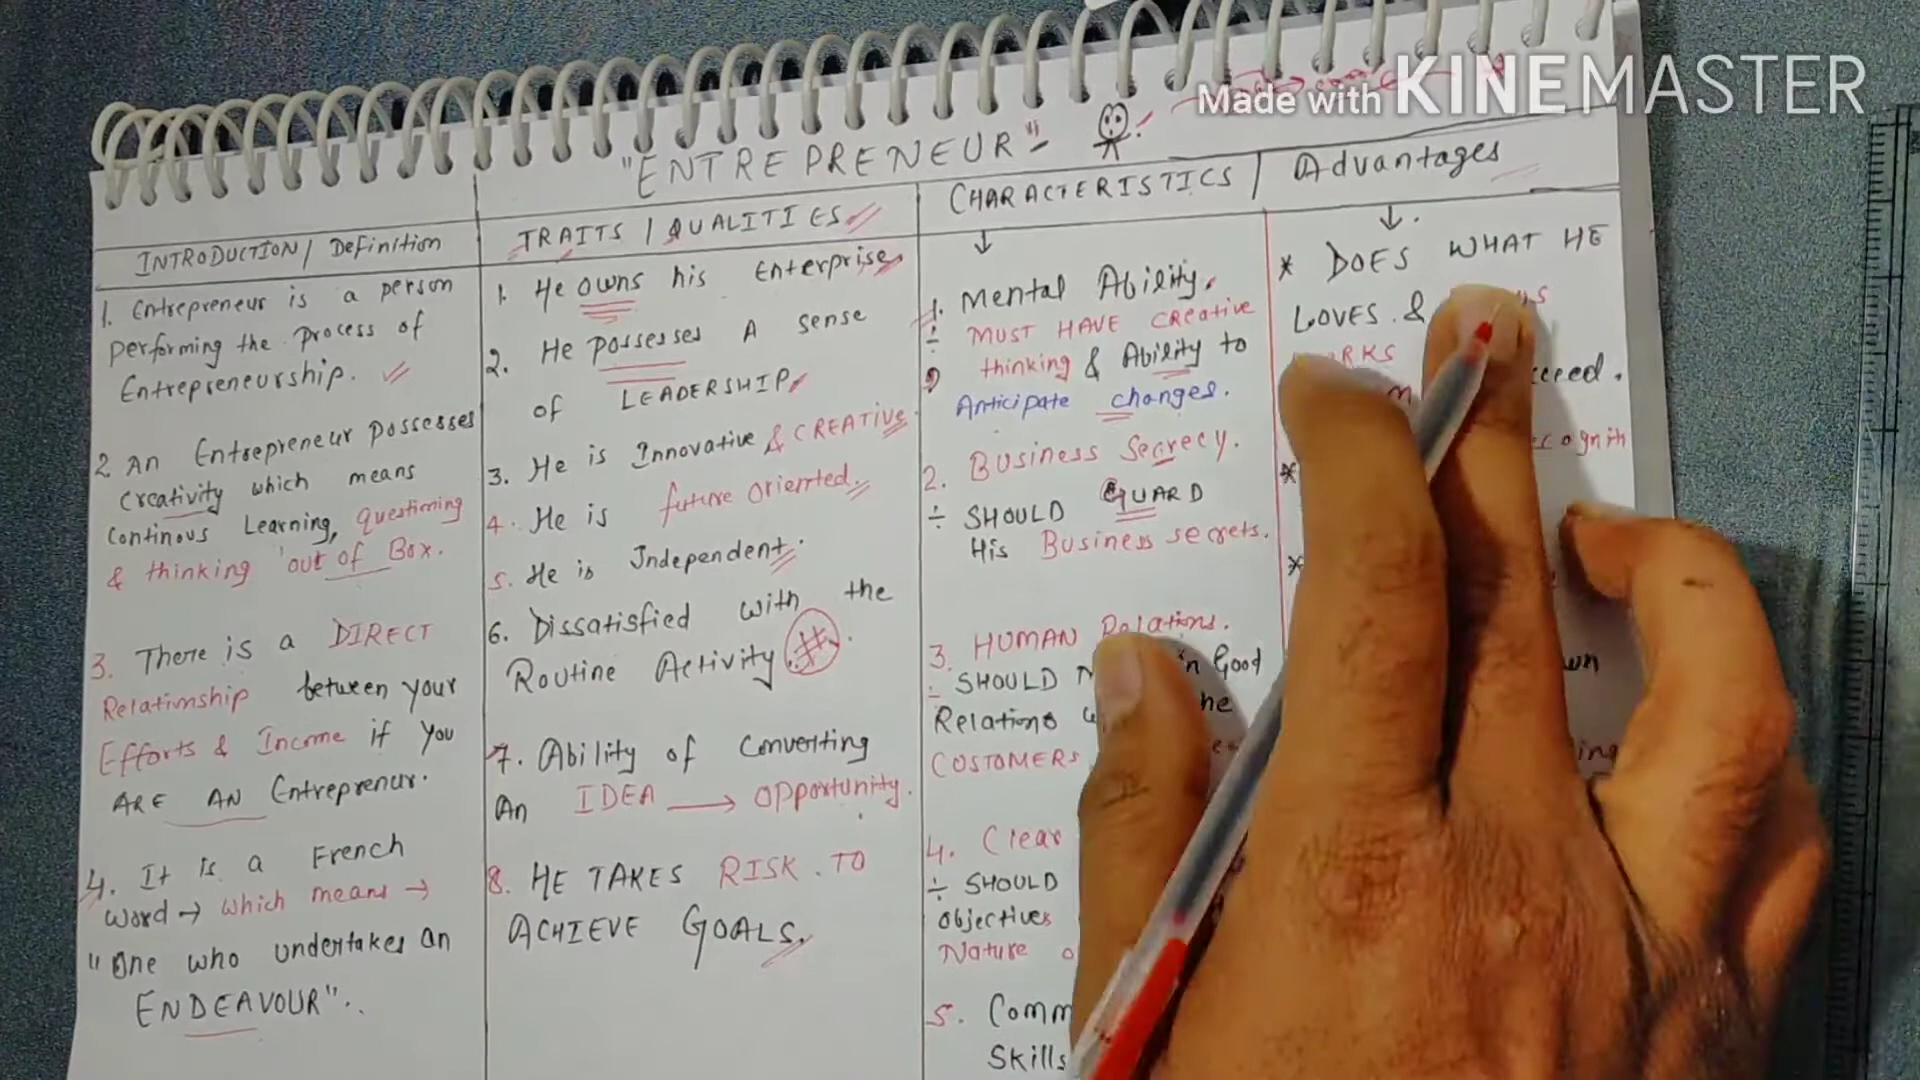 Made with KINEMASTER
"ENTREPRENEUR"
INTRODUCTION/ Definition
1. Entrepreneur is a person
performing the process of
Entrepreneurship.
2 An Entrepreneur possesses
Creativity which means
continous Learning, questioning
& thinking 'out of Box.
3. There is a DIRECT
Relationship between your
Efforts & Income if you
ARE AN Entreprenur.
4. It is a French
word → which means →
"One who undertakes an
ENDEAVOUR".
TRAITS / QUALITIES
1. He owns his Enterprise
2. He possesses A sense
of LEADERSHIP
3. He is Innovative & CREATIVE
4. He is future oriented.
5. He is Independent.
6. Dissatisfied with the
Routine Activity #.
7. Ability of Converting
An IDEA → opportunity.
8. HE TAKES RISK. TO
ACHIEVE GOALS.
CHARACTERISTICS / Advantages
↓
1. Mental Ability.
÷ MUST HAVE creative
thinking & Ability to
Anticipate changes.
2. Business Secrecy.
÷ SHOULD GUARD
His Business secrets.
3. HUMAN Relations.
÷ SHOULD Good
Relations
COSTOMERS
4. Clear
÷ SHOULD
objectives
Nature
5.
Skills
↓
* DOES WHAT HE
LOVES &
*
*